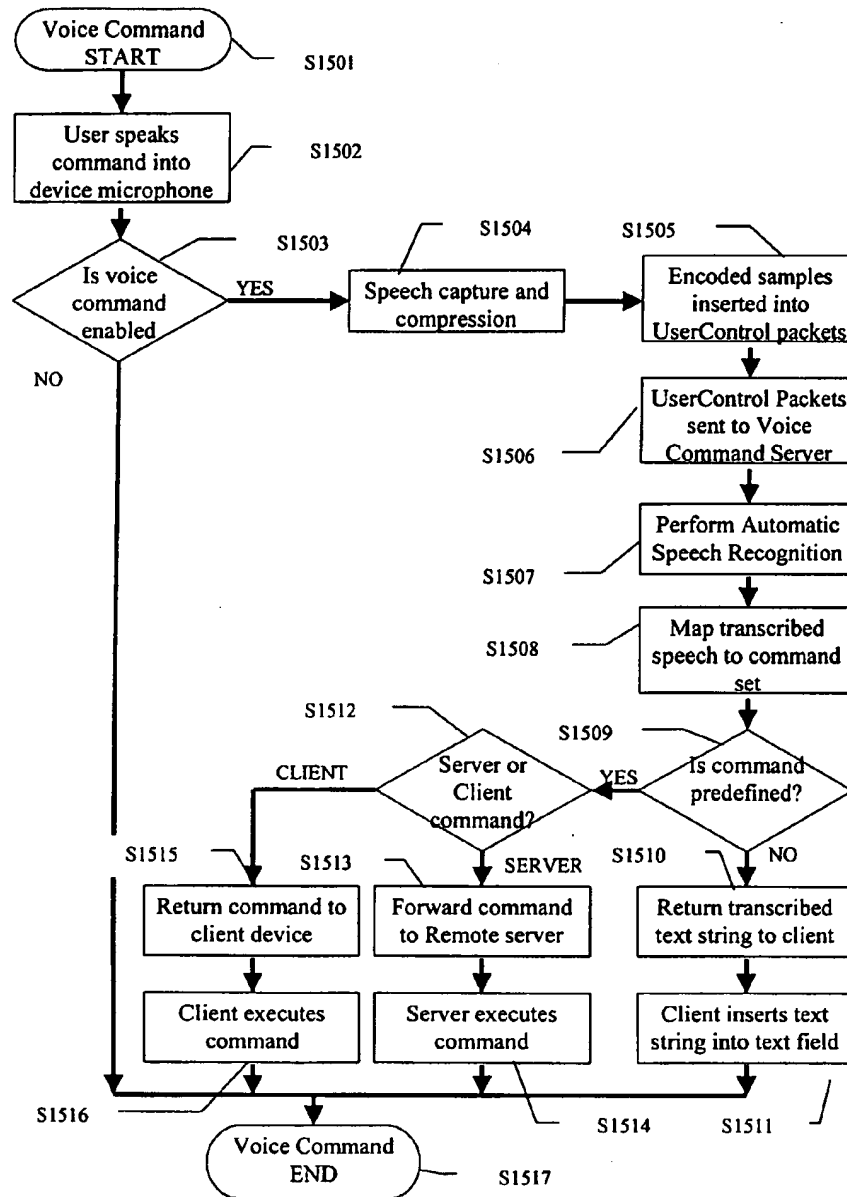 Voice Command
START
S1501
User speaks
command into
device microphone
S1502
S1503
Is voice
command
enabled
YES
NO
S1504
Speech capture and
compression
S1505
Encoded samples
inserted into
UserControl packets
UserControl Packets
sent to Voice
Command Server
S1506
Perform Automatic
Speech Recognition
S1507
Map transcribed
speech to command
set
S1508
S1509
Is command
predefined?
YES
NO
S1512
Server or
Client
command?
CLIENT
SERVER
S1515
Return command to
client device
S1513
Forward command
to Remote server
S1510
Return transcribed
text string to client
Client executes
command
Server executes
command
Client inserts text
string into text field
S1516
S1514
S1511
Voice Command
END
S1517